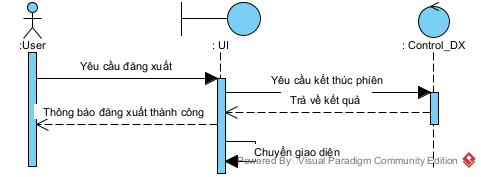 :User
: UI
: Control_DX
Yêu cầu đăng xuất
Yêu cầu kết thúc phiên
Trả về kết quả
Thông báo đăng xuất thành công
Chuyển giao diện
Powered By: Visual Paradigm Community Edition